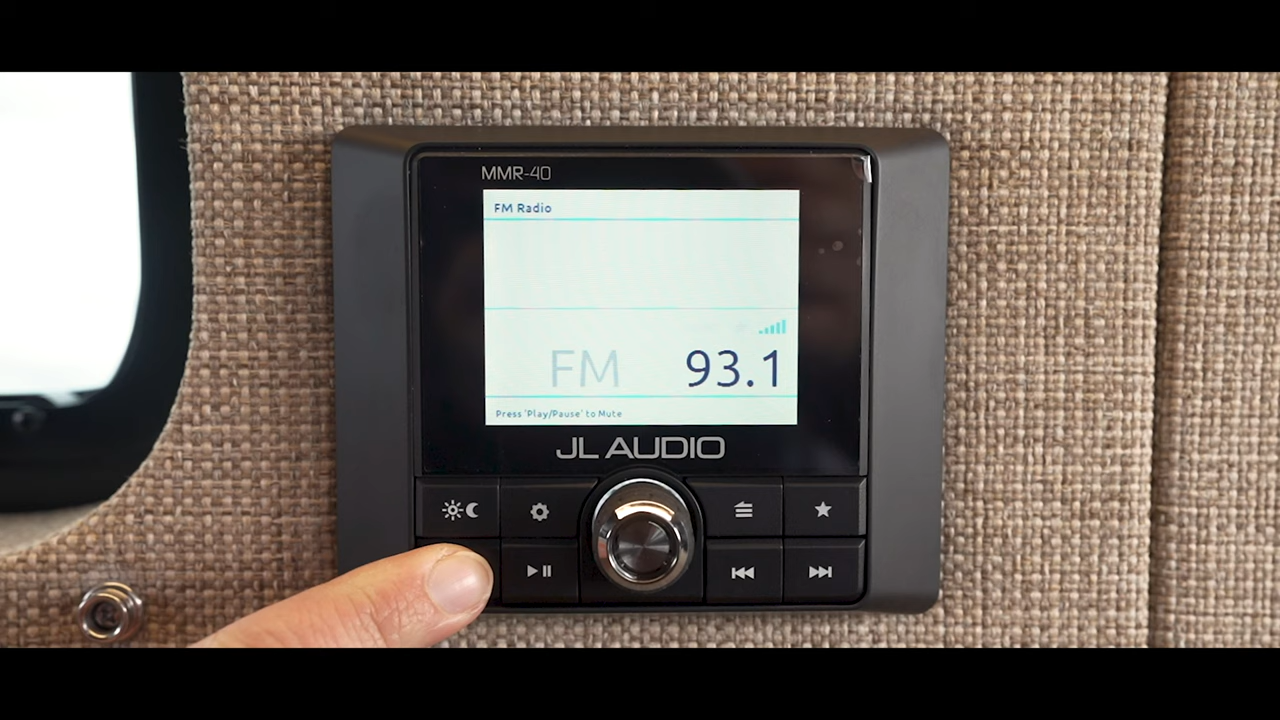 MMR-40
FM Radio
FM 93.1
Press 'Play/Pause' to Mute
JL AUDIO